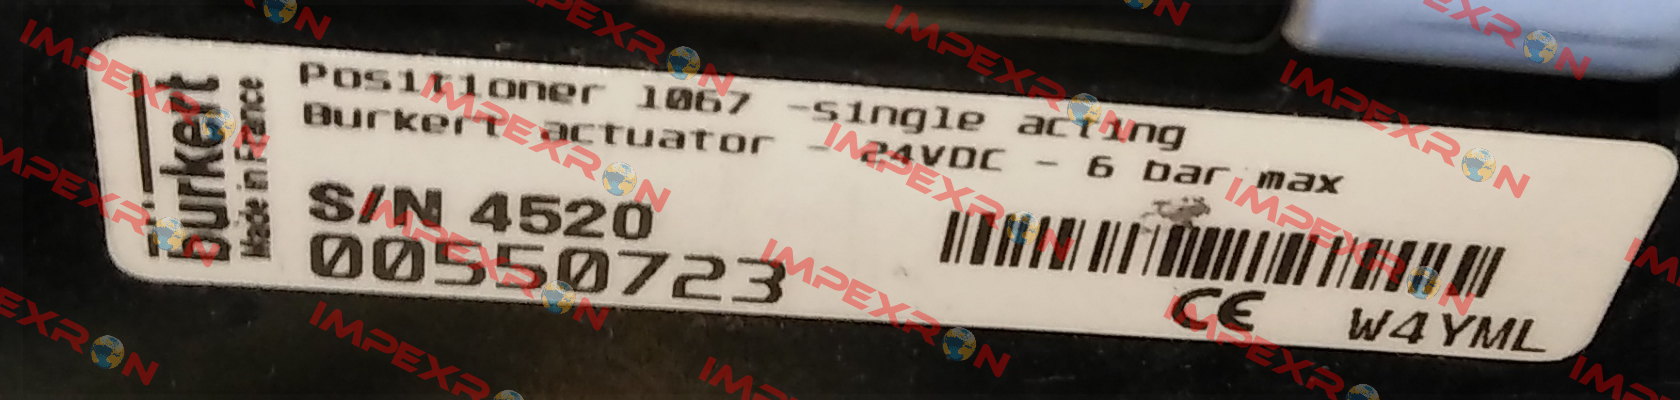 burkert
Made in France
Positioner 1067 -single acting
Burkert actuator - 24VDC - 6 bar max
S/N 4520
00550723
CE W4YML
IMPEXRON